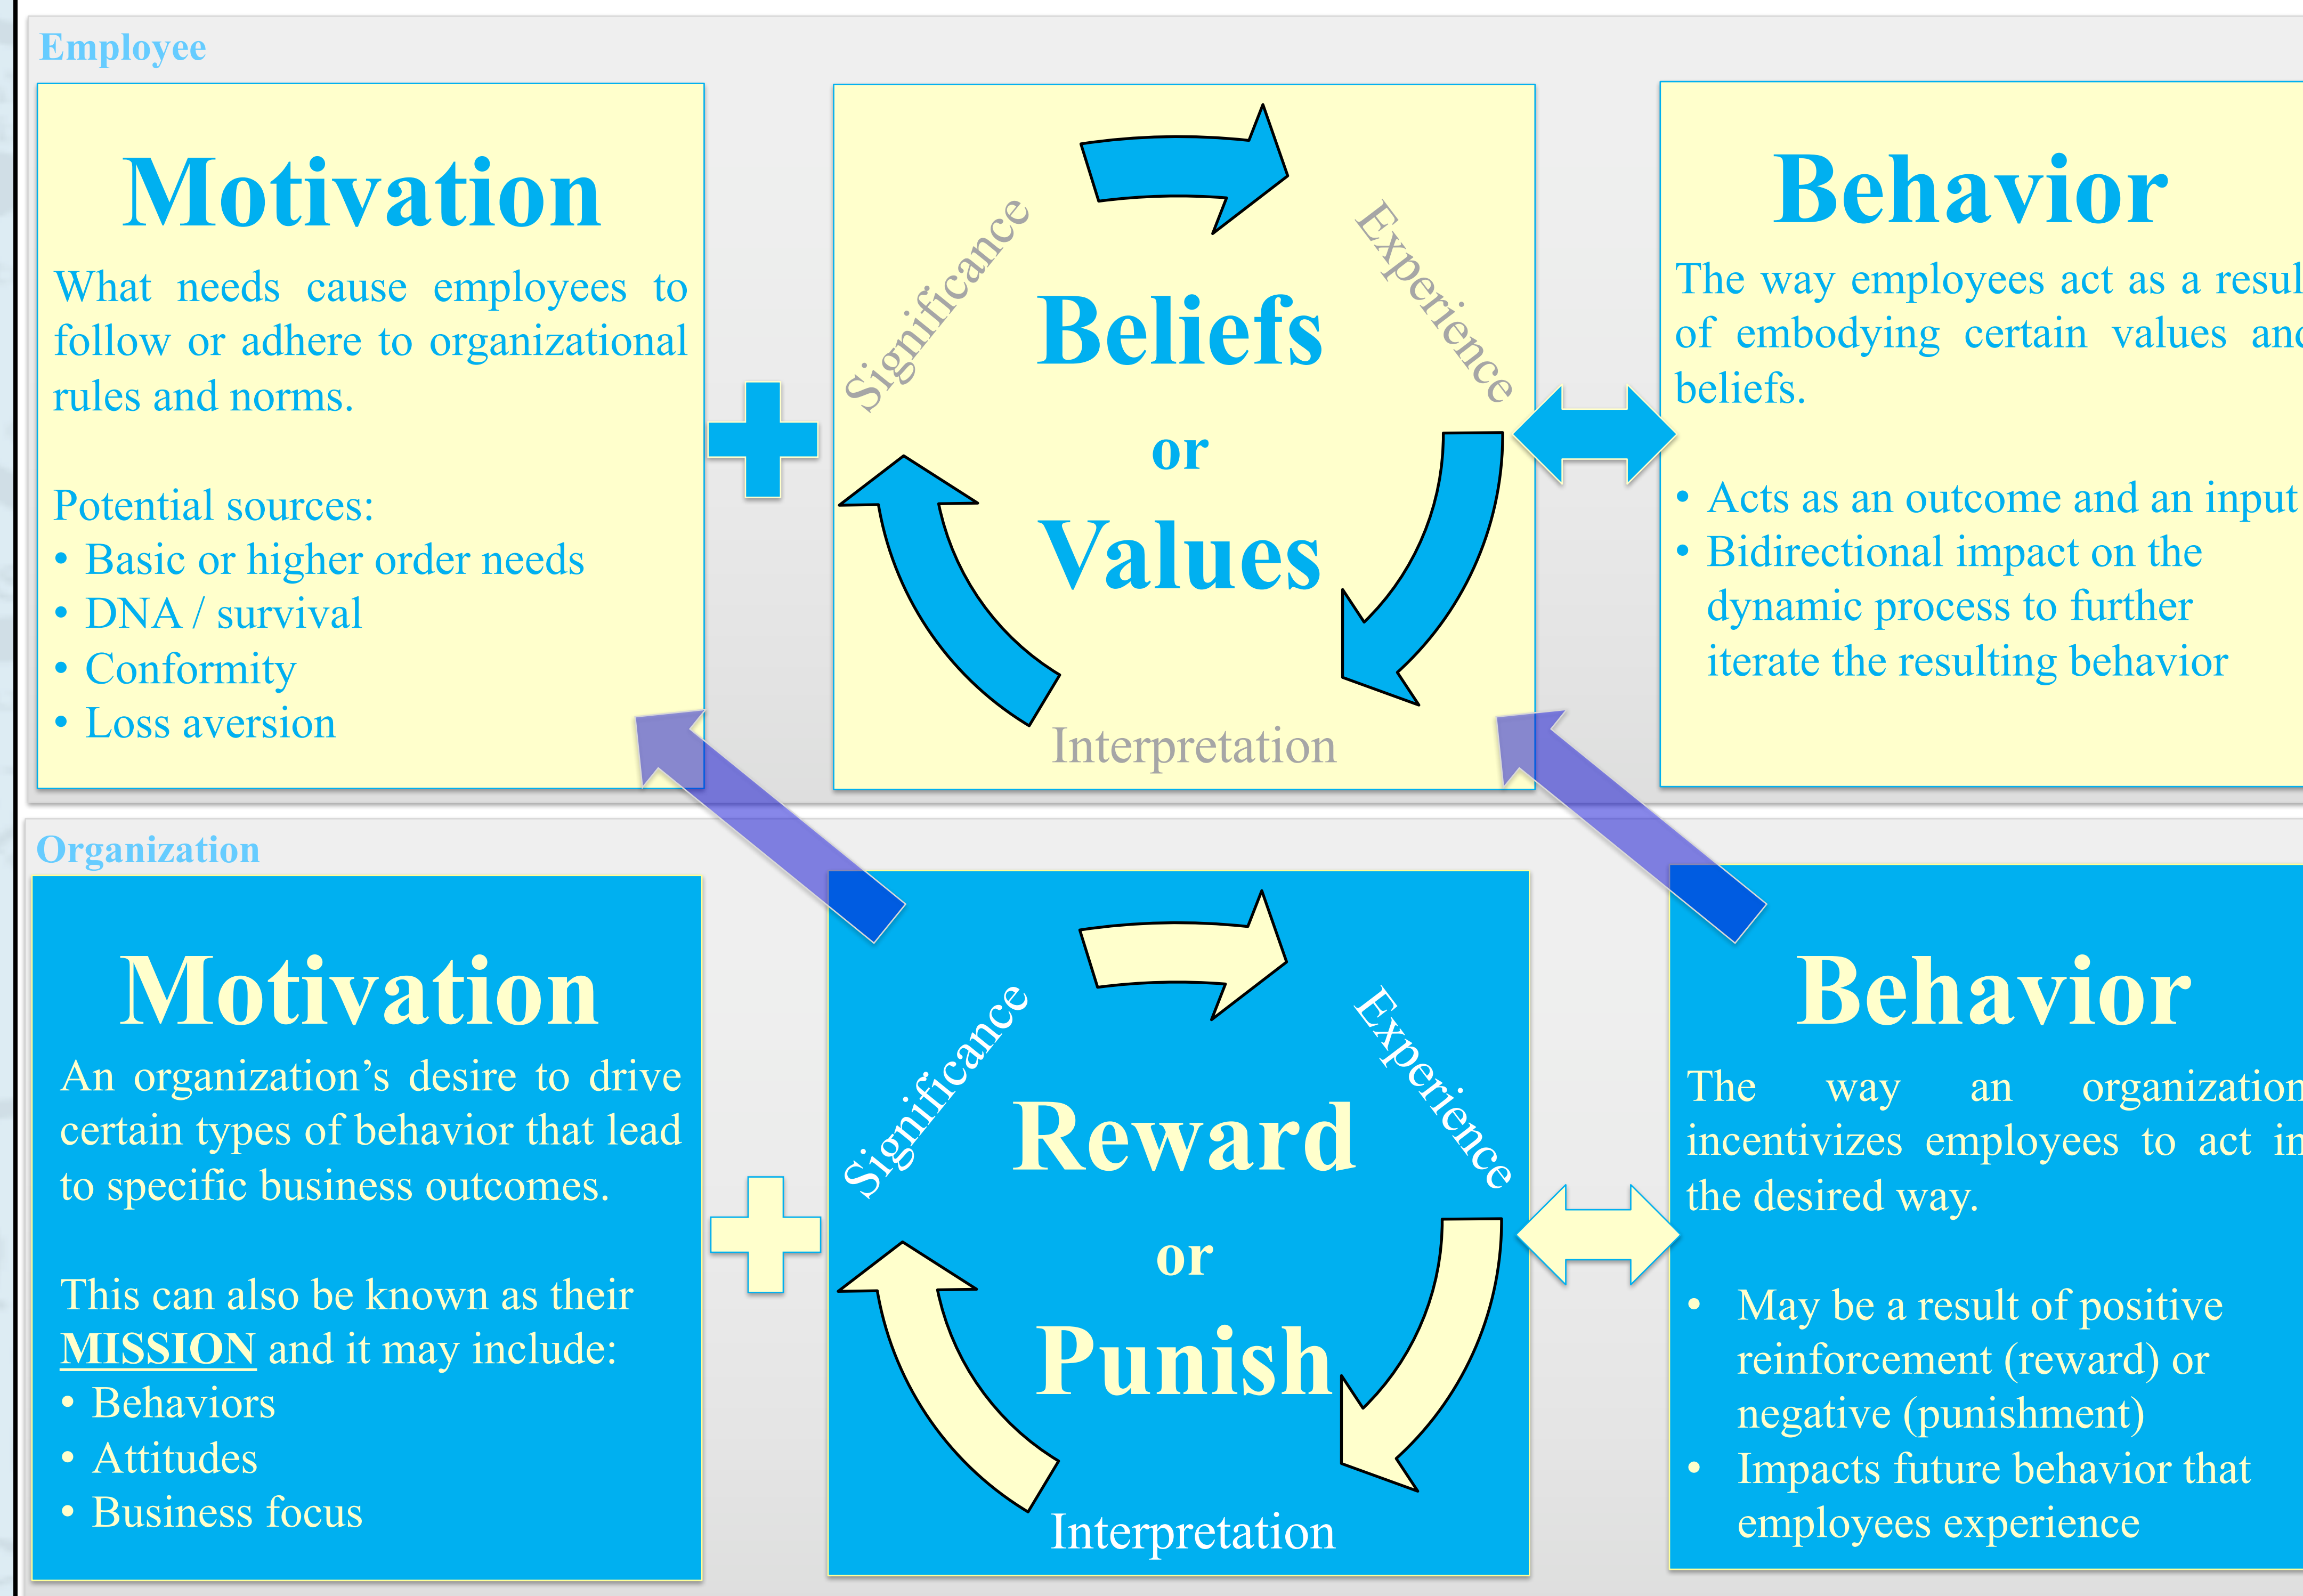 Employee
Motivation
What needs cause employees to
follow or adhere to organizational
rules and norms.
Potential sources:
• Basic or higher order needs
• DNA / survival
• Conformity
• Loss aversion
Significance
Experience
Beliefs
or
Values
Interpretation
Behavior
The way employees act as a resul
of embodying certain values and
beliefs.
• Acts as an outcome and an input
• Bidirectional impact on the
dynamic process to further
iterate the resulting behavior
Organization
Motivation
An organization’s desire to drive
certain types of behavior that lead
to specific business outcomes.
This can also be known as their
MISSION and it may include:
• Behaviors
• Attitudes
• Business focus
Significance
Experience
Reward
or
Punish
Interpretation
Behavior
The way an organization
incentivizes employees to act in
the desired way.
• May be a result of positive
reinforcement (reward) or
negative (punishment)
• Impacts future behavior that
employees experience